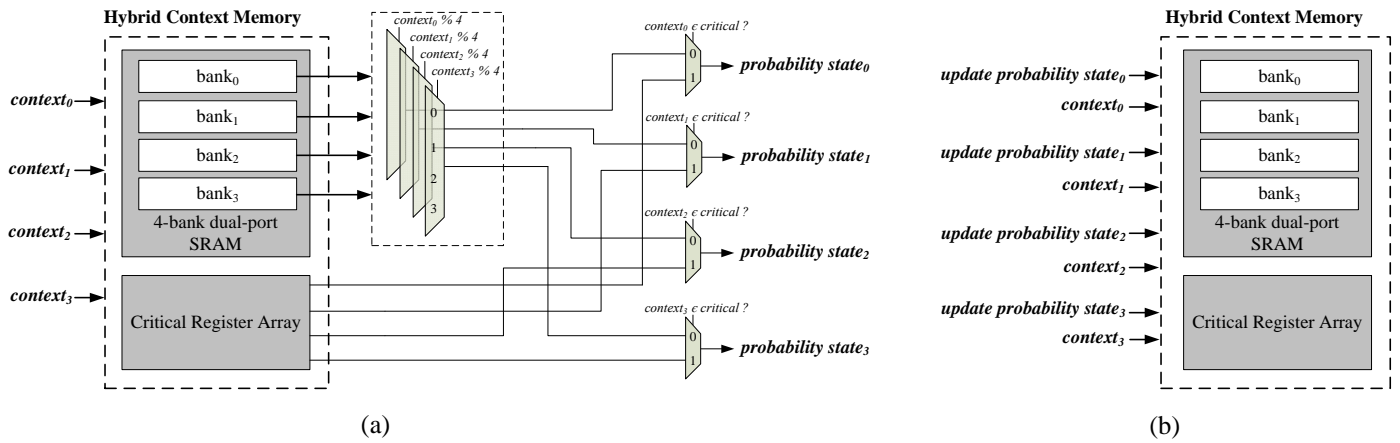 Hybrid Context Memory
context₀
context₁
context₂
context₃
bank₀
bank₁
bank₂
bank₃
4-bank dual-port
SRAM
Critical Register Array
context₀ % 4
context₁ % 4
context₂ % 4
context₃ % 4
0
1
2
3
context₀ ϵ critical ?
0
1
probability state₀
context₁ ϵ critical ?
0
1
probability state₁
context₂ ϵ critical ?
0
1
probability state₂
context₃ ϵ critical ?
0
1
probability state₃
(a)
Hybrid Context Memory
update probability state₀
context₀
update probability state₁
context₁
update probability state₂
context₂
update probability state₃
context₃
bank₀
bank₁
bank₂
bank₃
4-bank dual-port
SRAM
Critical Register Array
(b)